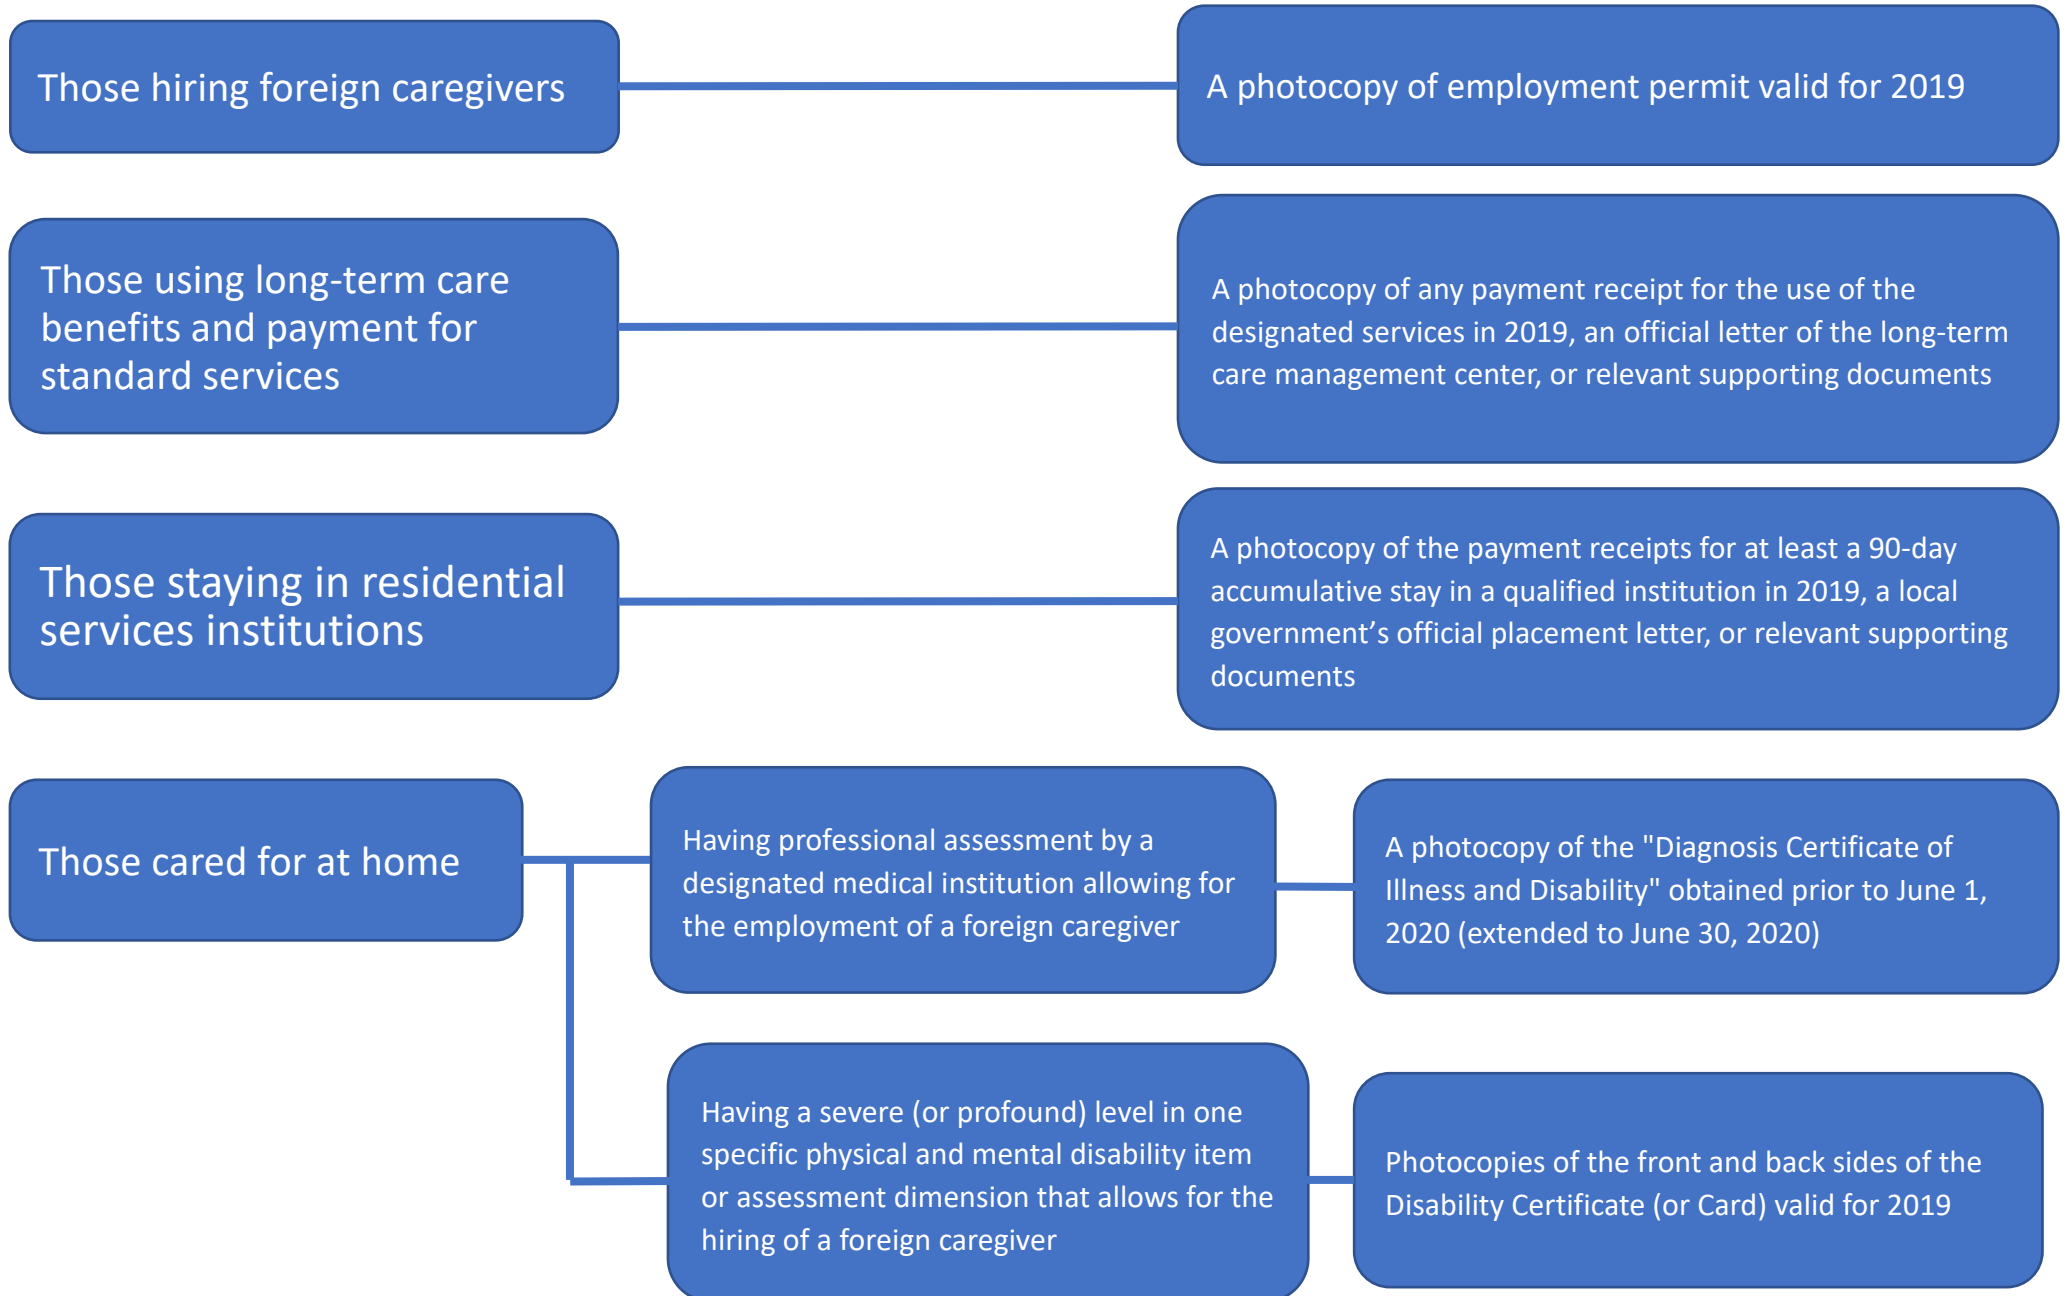 Those hiring foreign caregivers
A photocopy of employment permit valid for 2019
Those using long-term care
benefits and payment for
standard services
A photocopy of any payment receipt for the use of the
designated services in 2019, an official letter of the long-term
care management center, or relevant supporting documents
Those staying in residential
services institutions
A photocopy of the payment receipts for at least a 90-day
accumulative stay in a qualified institution in 2019, a local
government’s official placement letter, or relevant supporting
documents
Those cared for at home
Having professional assessment by a
designated medical institution allowing for
the employment of a foreign caregiver
A photocopy of the "Diagnosis Certificate of
Illness and Disability" obtained prior to June 1,
2020 (extended to June 30, 2020)
Having a severe (or profound) level in one
specific physical and mental disability item
or assessment dimension that allows for the
hiring of a foreign caregiver
Photocopies of the front and back sides of the
Disability Certificate (or Card) valid for 2019